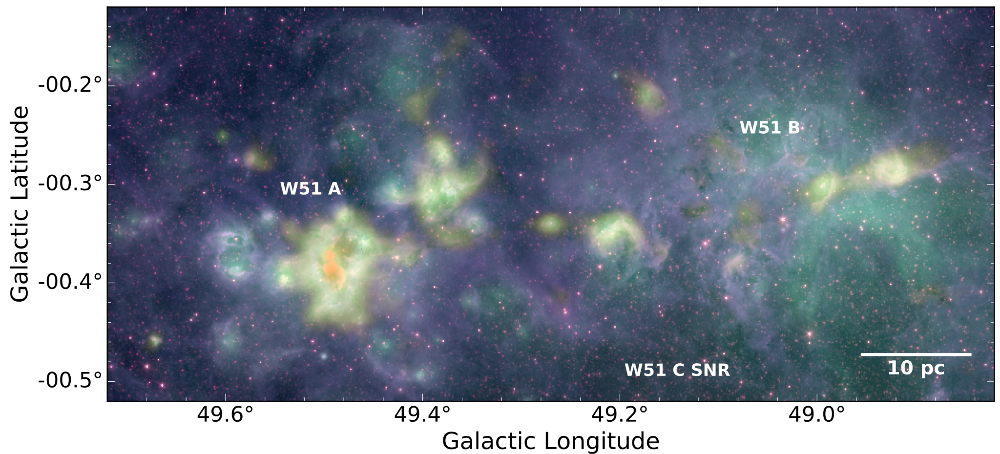 Galactic Latitude
-00.2°
-00.3°
-00.4°
-00.5°
W51 B
W51 A
W51 C SNR
10 pc
49.6°
49.4°
49.2°
49.0°
Galactic Longitude